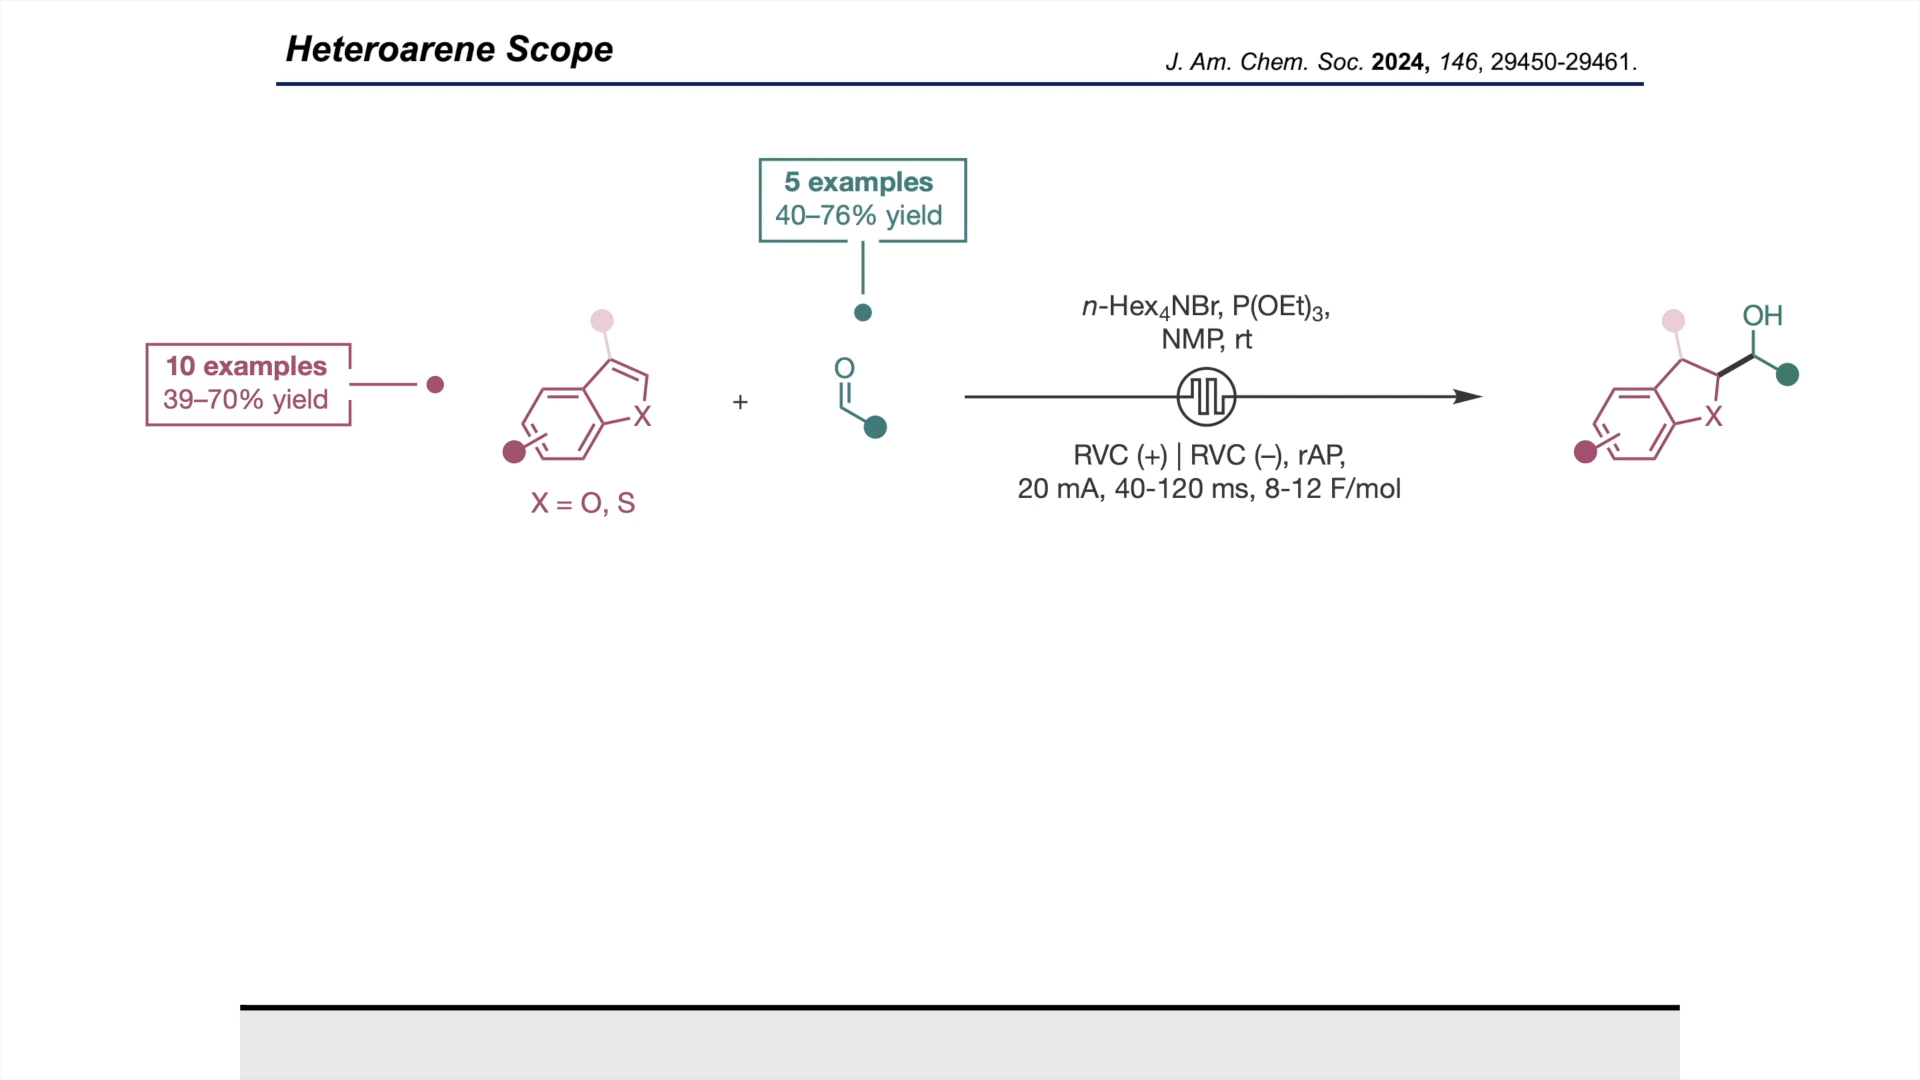 Heteroarene Scope
J. Am. Chem. Soc. 2024, 146, 29450-29461.
5 examples
40–76% yield
10 examples
39–70% yield
X
X = O, S
+
O
n-Hex₄NBr, P(OEt)₃,
NMP, rt
RVC (+) | RVC (–), rAP,
20 mA, 40-120 ms, 8-12 F/mol
OH
X